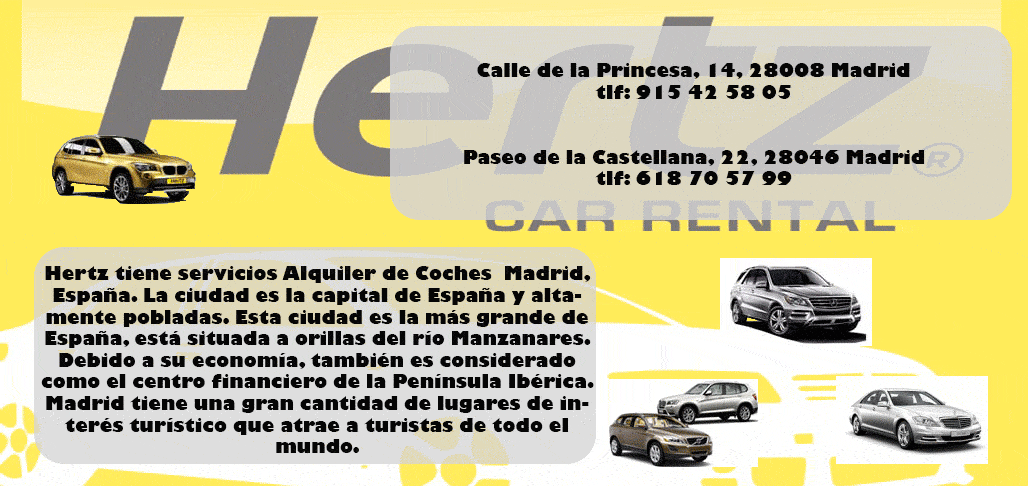 Hertz®
CAR RENTAL
Calle de la Princesa, 14, 28008 Madrid
tlf: 915 42 58 05
Paseo de la Castellana, 22, 28046 Madrid
tlf: 618 70 57 99
Hertz tiene servicios Alquiler de Coches  Madrid,
España. La ciudad es la capital de España y alta-
mente pobladas. Esta ciudad es la más grande de
España, está situada a orillas del río Manzanares.
Debido a su economía, también es considerado
como el centro financiero de la Península Ibérica.
Madrid tiene una gran cantidad de lugares de in-
terés turístico que atrae a turistas de todo el
mundo.